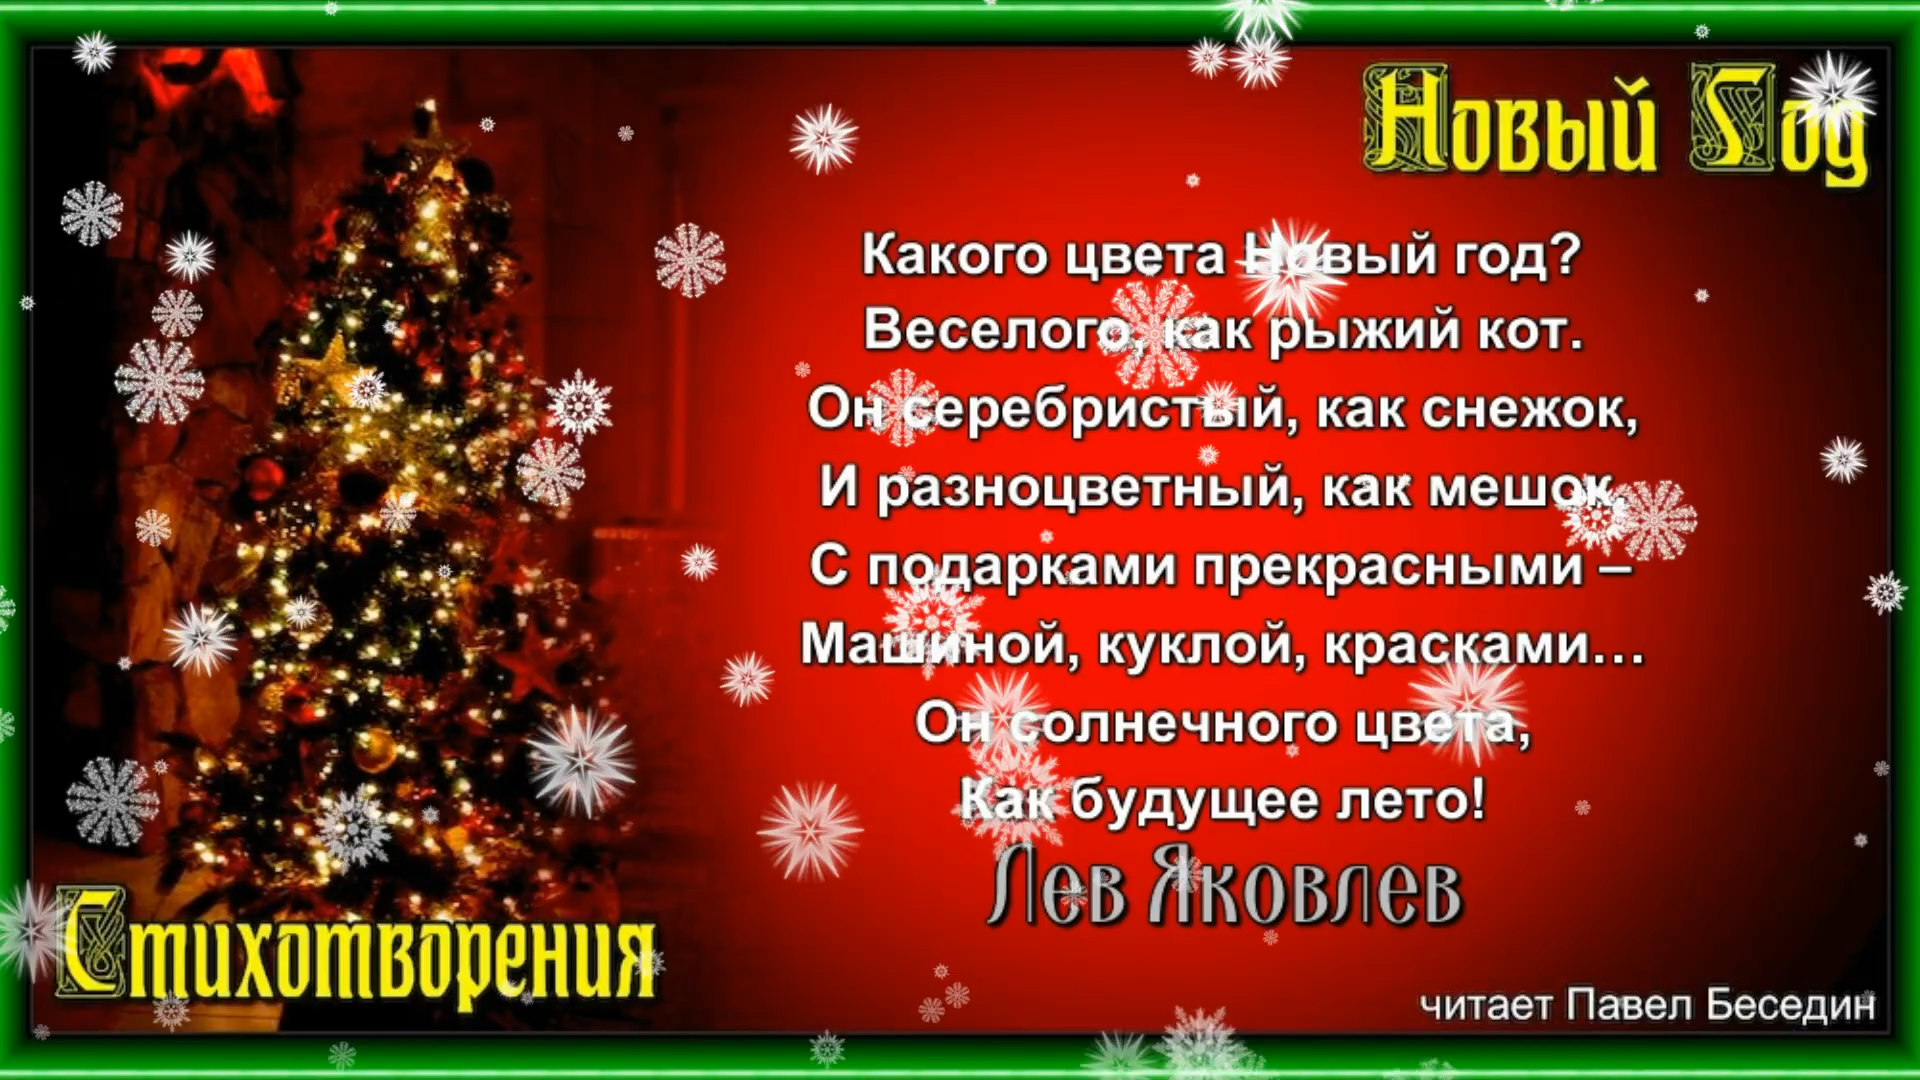 Новый Год
Какого цвета Новый год?
Веселого, как рыжий кот.
Он серебристый, как снежок,
И разноцветный, как мешок,
С подарками прекрасными –
Машиной, куклой, красками…
Он солнечного цвета,
Как будущее лето!
Лев Яковлев
Стихотворения
читает Павел Беседин